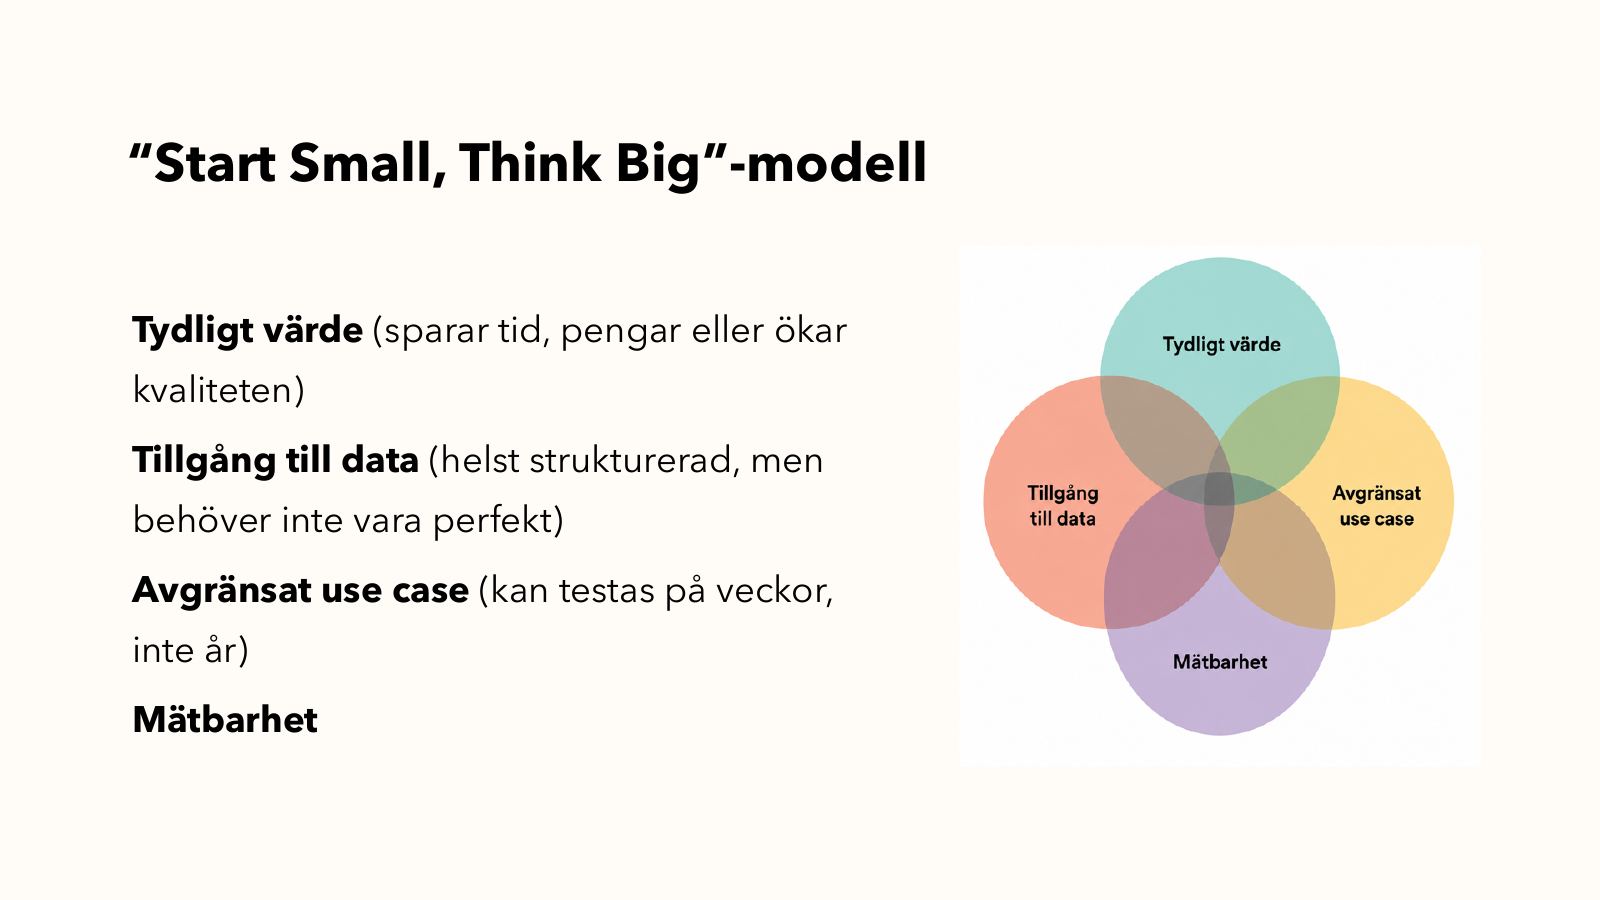 “Start Small, Think Big”-modell
Tydligt värde (sparar tid, pengar eller ökar
kvaliteten)
Tillgång till data (helst strukturerad, men
behöver inte vara perfekt)
Avgränsat use case (kan testas på veckor,
inte år)
Mätbarhet
Tydligt värde
Tillgång
till data
Avgränsat
use case
Mätbarhet